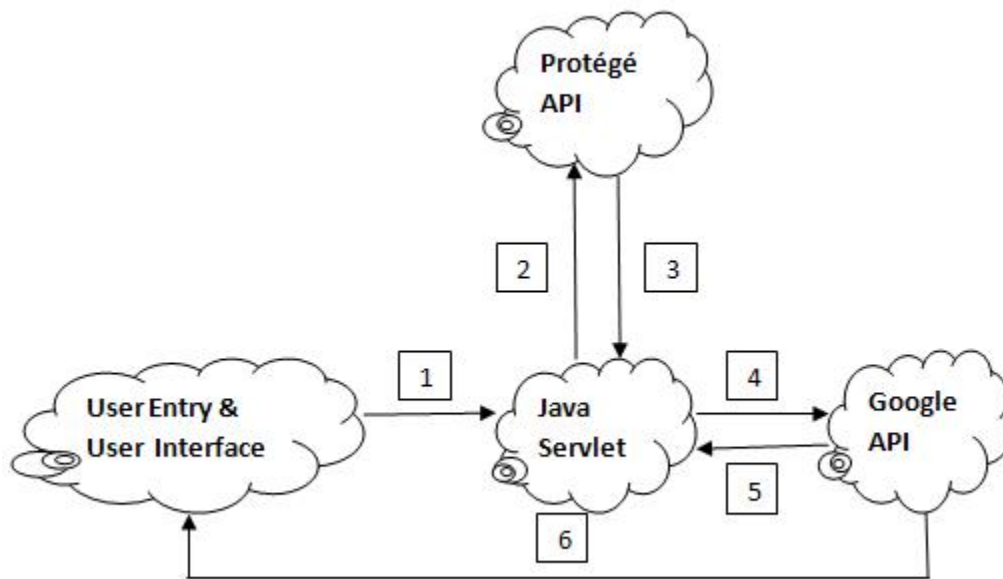 Protégé
API
2
3
1
4
User Entry &
User Interface
Java
Servlet
Google
API
5
6